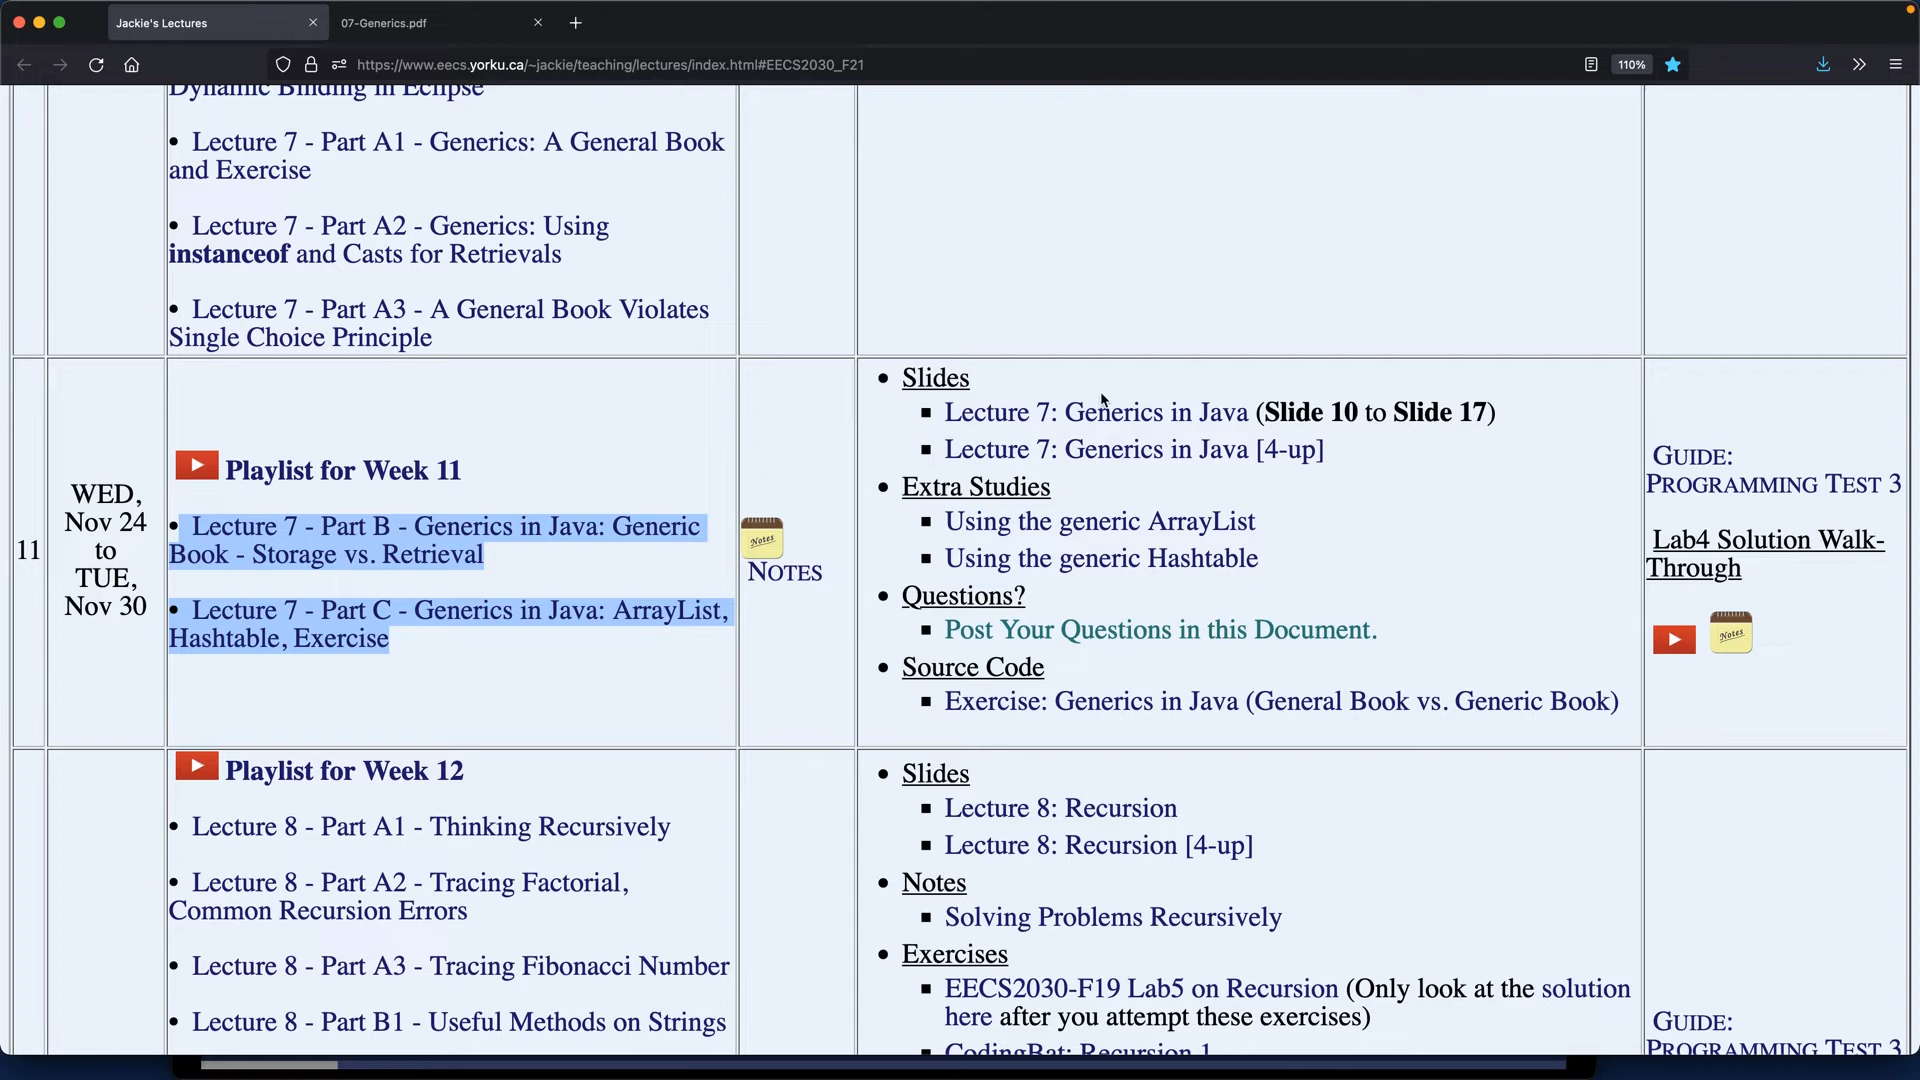 Jackie's Lectures
07-Generics.pdf
https://www.eecs.yorku.ca/~jackie/teaching/lectures/index.html#EECS2030_F21
110%
Dynamic Binding in Eclipse
• Lecture 7 - Part A1 - Generics: A General Book
and Exercise
• Lecture 7 - Part A2 - Generics: Using
instanceof and Casts for Retrievals
• Lecture 7 - Part A3 - A General Book Violates
Single Choice Principle
11
WED,
Nov 24
to
TUE,
Nov 30
Playlist for Week 11
• Lecture 7 - Part B - Generics in Java: Generic
Book - Storage vs. Retrieval
• Lecture 7 - Part C - Generics in Java: ArrayList,
Hashtable, Exercise
Notes
NOTES
• Slides
▪ Lecture 7: Generics in Java (Slide 10 to Slide 17)
▪ Lecture 7: Generics in Java [4-up]
• Extra Studies
▪ Using the generic ArrayList
▪ Using the generic Hashtable
• Questions?
▪ Post Your Questions in this Document.
• Source Code
▪ Exercise: Generics in Java (General Book vs. Generic Book)
GUIDE:
PROGRAMMING TEST 3
Lab4 Solution Walk-
Through
Notes
Playlist for Week 12
• Lecture 8 - Part A1 - Thinking Recursively
• Lecture 8 - Part A2 - Tracing Factorial,
Common Recursion Errors
• Lecture 8 - Part A3 - Tracing Fibonacci Number
• Lecture 8 - Part B1 - Useful Methods on Strings
• Slides
▪ Lecture 8: Recursion
▪ Lecture 8: Recursion [4-up]
• Notes
▪ Solving Problems Recursively
• Exercises
▪ EECS2030-F19 Lab5 on Recursion (Only look at the solution
here after you attempt these exercises)
▪ CodingBat: Recursion 1
GUIDE:
PROGRAMMING TEST 3